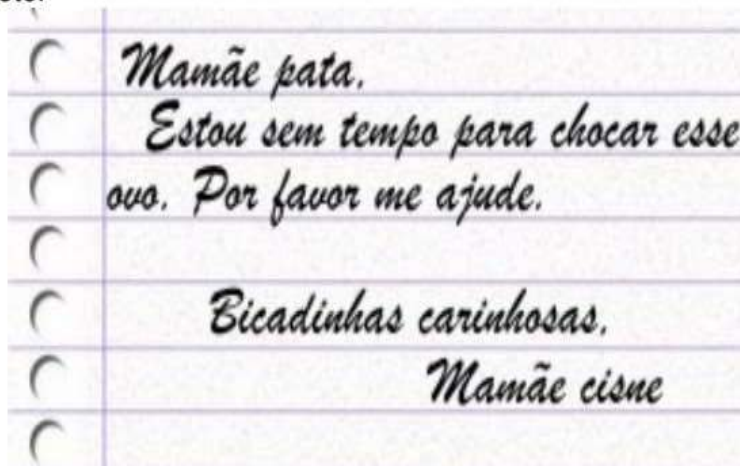 Mamãe pata,
Estou sem tempo para chocar esse
ovo. Por favor me ajude.
Bicadinhas carinhosas,
Mamãe cisne